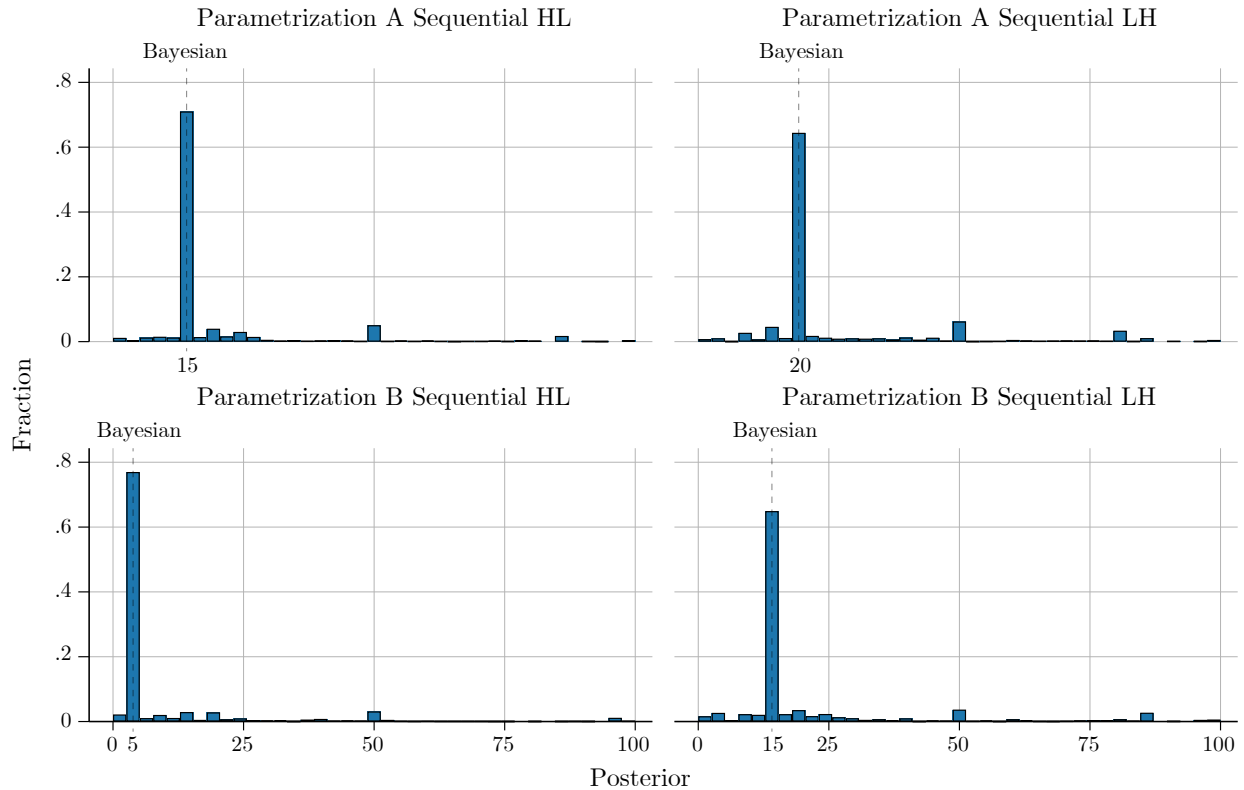 Parametrization A Sequential HL
Parametrization A Sequential LH
Bayesian
Bayesian
.8
.6
.4
.2
0
15
20
Fraction
Parametrization B Sequential HL
Parametrization B Sequential LH
Bayesian
Bayesian
.8
.6
.4
.2
0
0 5 25 50 75 100
0 15 25 50 75 100
Posterior